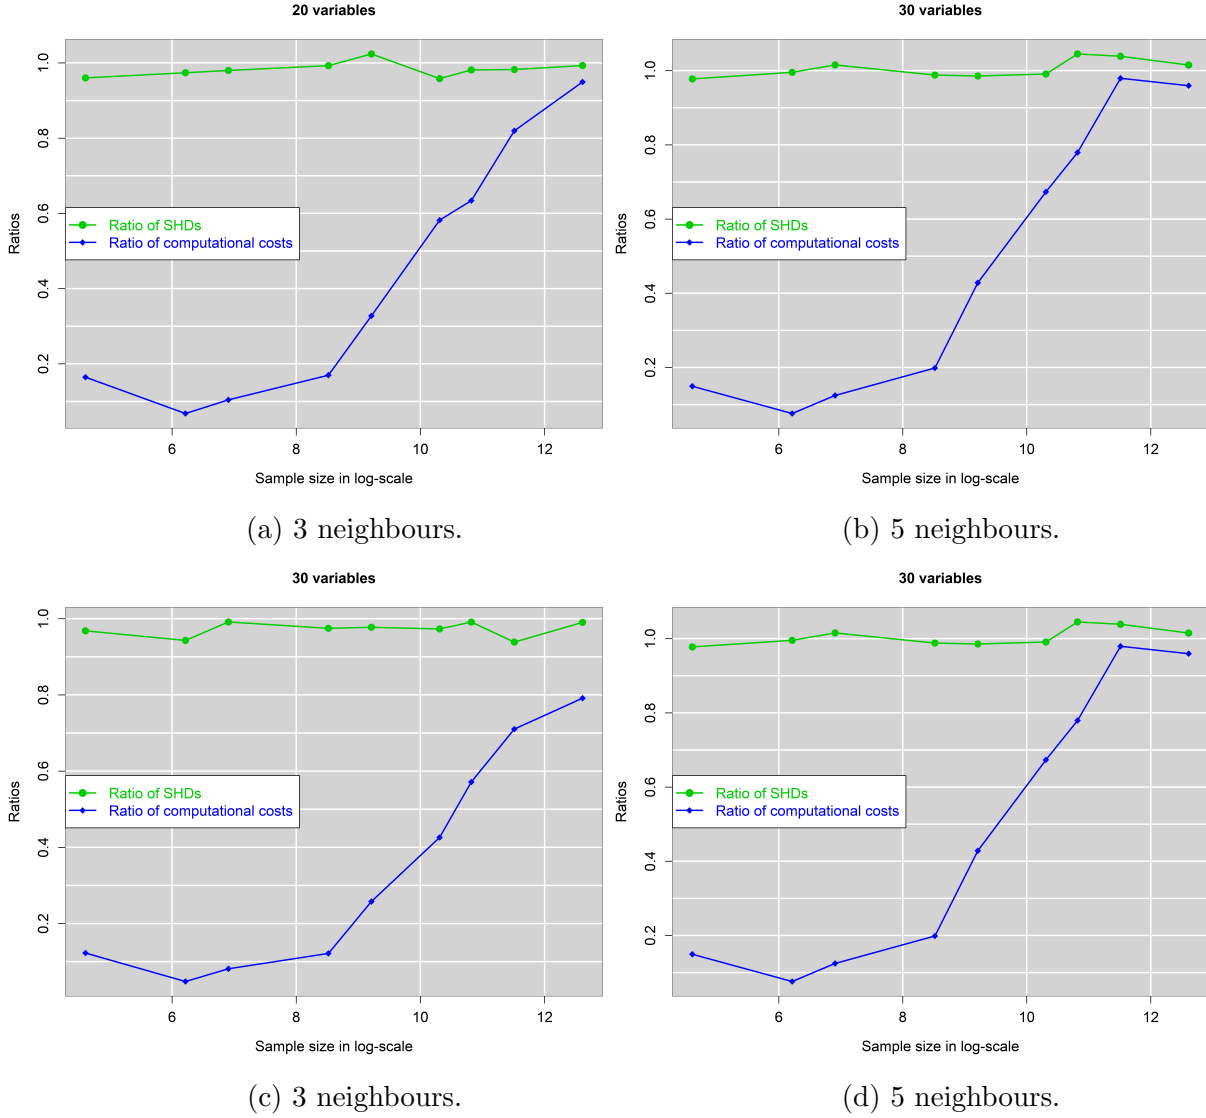 20 variables
Ratios
1.0
0.8
0.6
0.4
0.2
Ratio of SHDs
Ratio of computational costs
6 8 10 12
Sample size in log-scale
(a) 3 neighbours.
30 variables
Ratios
1.0
0.8
0.6
0.4
0.2
Ratio of SHDs
Ratio of computational costs
6 8 10 12
Sample size in log-scale
(b) 5 neighbours.
30 variables
Ratios
1.0
0.8
0.6
0.4
0.2
Ratio of SHDs
Ratio of computational costs
6 8 10 12
Sample size in log-scale
(c) 3 neighbours.
30 variables
Ratios
1.0
0.8
0.6
0.4
0.2
Ratio of SHDs
Ratio of computational costs
6 8 10 12
Sample size in log-scale
(d) 5 neighbours.